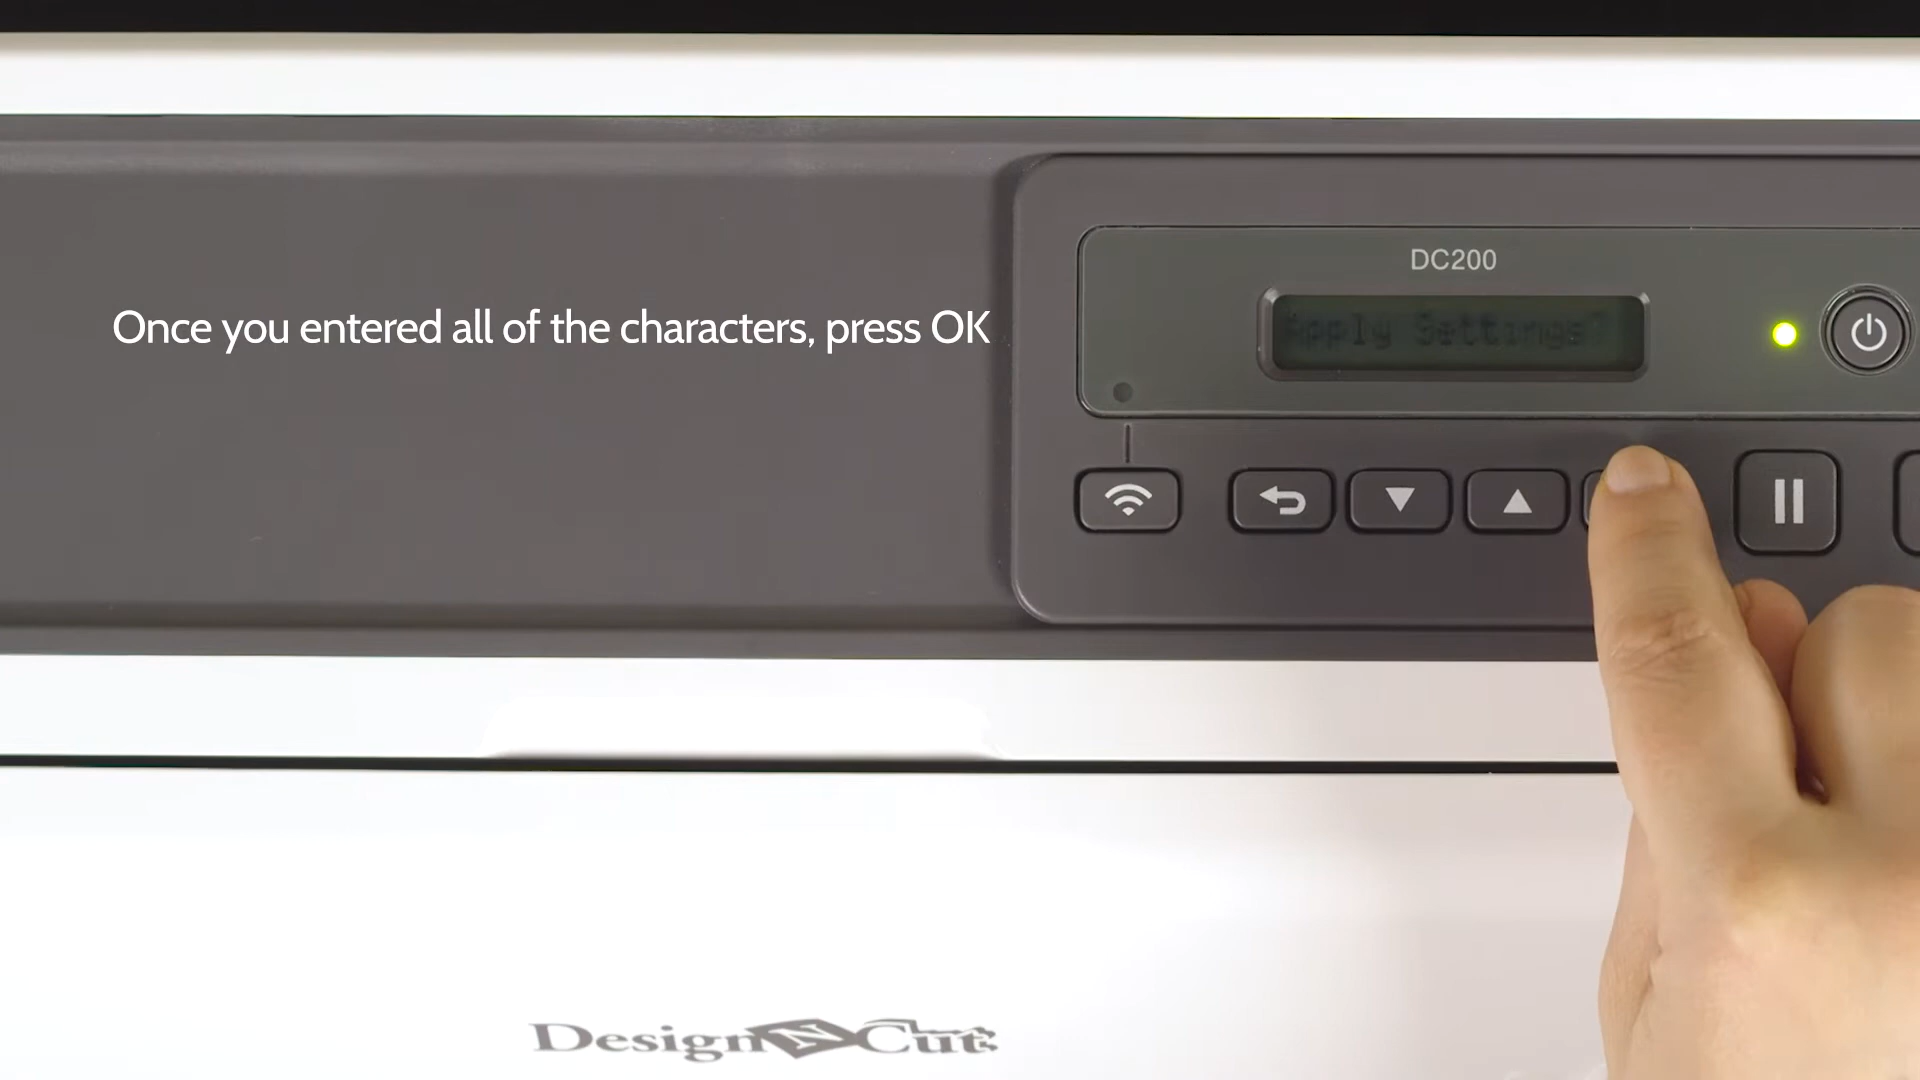 DC200
Once you entered all of the characters, press OK
Apply Settings?
DesignNCut